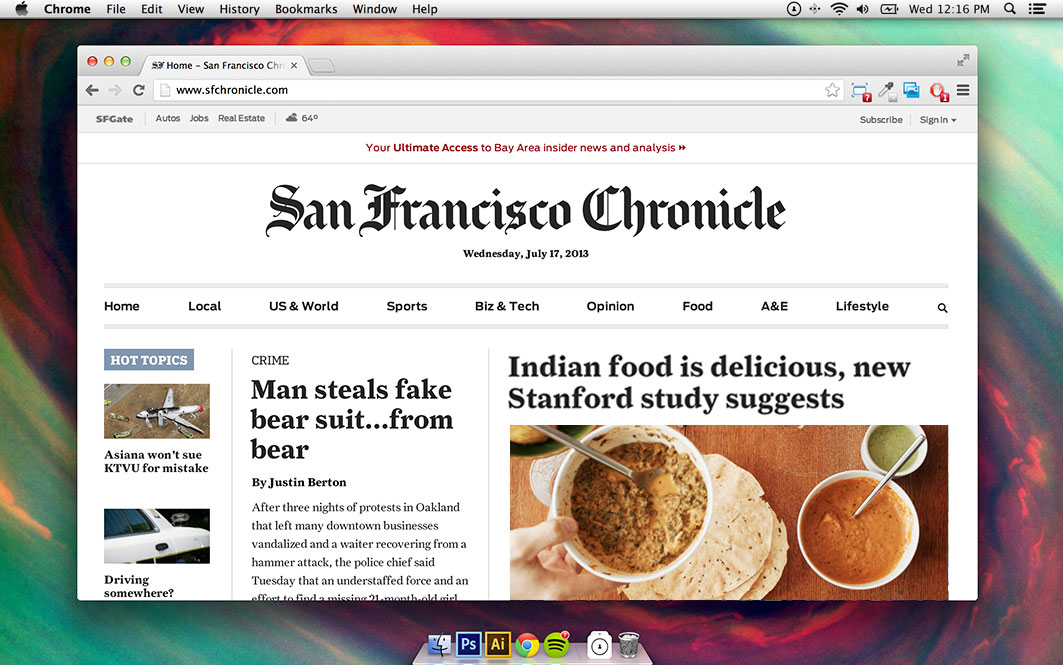 Chrome File Edit View History Bookmarks Window Help Wed 12:16 PM
Home – San Francisco Chr
www.sfchronicle.com
7
1
SFGate Autos Jobs Real Estate 64° Subscribe Sign In
Your Ultimate Access to Bay Area insider news and analysis
San Francisco Chronicle
Wednesday, July 17, 2013
Home Local US & World Sports Biz & Tech Opinion Food A&E Lifestyle
HOT TOPICS
Asiana won't sue
KTVU for mistake
Driving
somewhere?
CRIME
Man steals fake
bear suit...from
bear
By Justin Berton
After three nights of protests in Oakland
that left many downtown businesses
vandalized and a waiter recovering from a
hammer attack, the police chief said
Tuesday that an understaffed force and an
effort to find a missing 21-month-old girl
Indian food is delicious, new
Stanford study suggests
Ps Ai